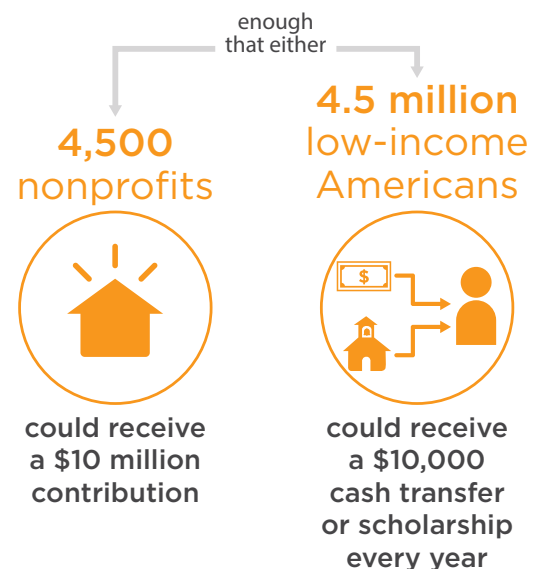 enough
that either
4,500
nonprofits
could receive
a $10 million
contribution
4.5 million
low-income
Americans
$
could receive
a $10,000
cash transfer
or scholarship
every year